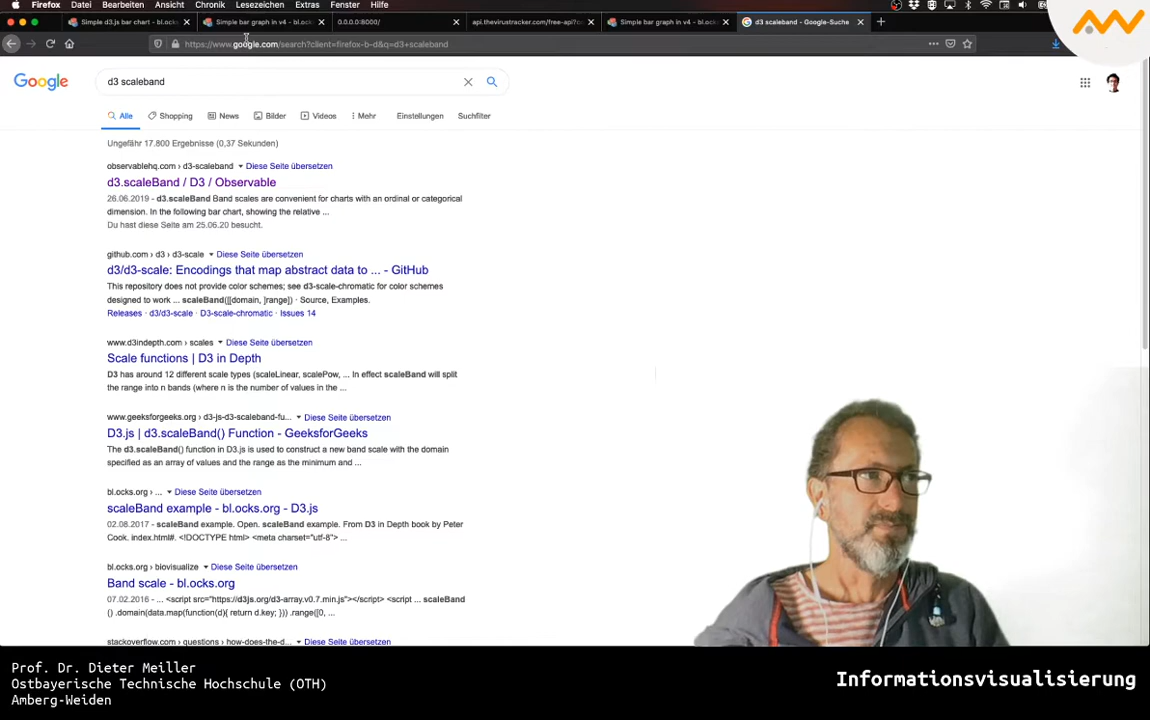 Firefox Datei Bearbeiten Ansicht Chronik Lesezeichen Extras Fenster Hilfe
Simple d3.js bar chart - bl.ocks × Simple bar graph in v4 - bl.ock × 0.0.0.0:8000/ × api.thevirustracker.com/free-api?c × Simple bar graph in v4 - bl.ock × d3 scaleband - Google-Suche × +
https://www.google.com/search?client=firefox-b-d&q=d3+scaleband
Google d3 scaleband
Alle Shopping News Bilder Videos Mehr Einstellungen Suchfilter
Ungefähr 17.800 Ergebnisse (0,37 Sekunden)
observablehq.com › d3-scaleband ▾ Diese Seite übersetzen
d3.scaleBand / D3 / Observable
26.06.2019 - d3.scaleBand Band scales are convenient for charts with an ordinal or categorical
dimension. In the following bar chart, showing the relative ...
Du hast diese Seite am 25.06.20 besucht.
github.com › d3 › d3-scale ▾ Diese Seite übersetzen
d3/d3-scale: Encodings that map abstract data to ... - GitHub
This repository does not provide color schemes; see d3-scale-chromatic for color schemes
designed to work ... scaleBand([[domain, ]range]) · Source, Examples.
Releases · d3/d3-scale · D3-scale-chromatic · Issues 14
www.d3indepth.com › scales ▾ Diese Seite übersetzen
Scale functions | D3 in Depth
D3 has around 12 different scale types (scaleLinear, scalePow, ... In effect scaleBand will split
the range into n bands (where n is the number of values in the ...
www.geeksforgeeks.org › d3-js-d3-scaleband-fu... ▾ Diese Seite übersetzen
D3.js | d3.scaleBand() Function - GeeksforGeeks
The d3.scaleBand() function in D3.js is used to construct a new band scale with the domain
specified as an array of values and the range as the minimum and ...
bl.ocks.org › ... ▾ Diese Seite übersetzen
scaleBand example - bl.ocks.org - D3.js
02.08.2017 - scaleBand example. Open. scaleBand example. From D3 in Depth book by Peter
Cook. index.html#. <!DOCTYPE html> <meta charset="utf-8"> ...
bl.ocks.org › biovisualize ▾ Diese Seite übersetzen
Band scale - bl.ocks.org
07.02.2016 - ... <script src="https://d3js.org/d3-array.v0.7.min.js"></script> <script ... scaleBand
() .domain(data.map(function(d){ return d.key; })) .range([0, ...
stackoverflow.com › questions › how-does-the-d... ▾ Diese Seite übersetzen
Prof. Dr. Dieter Meiller
Ostbayerische Technische Hochschule (OTH)
Amberg-Weiden
Informationsvisualisierung